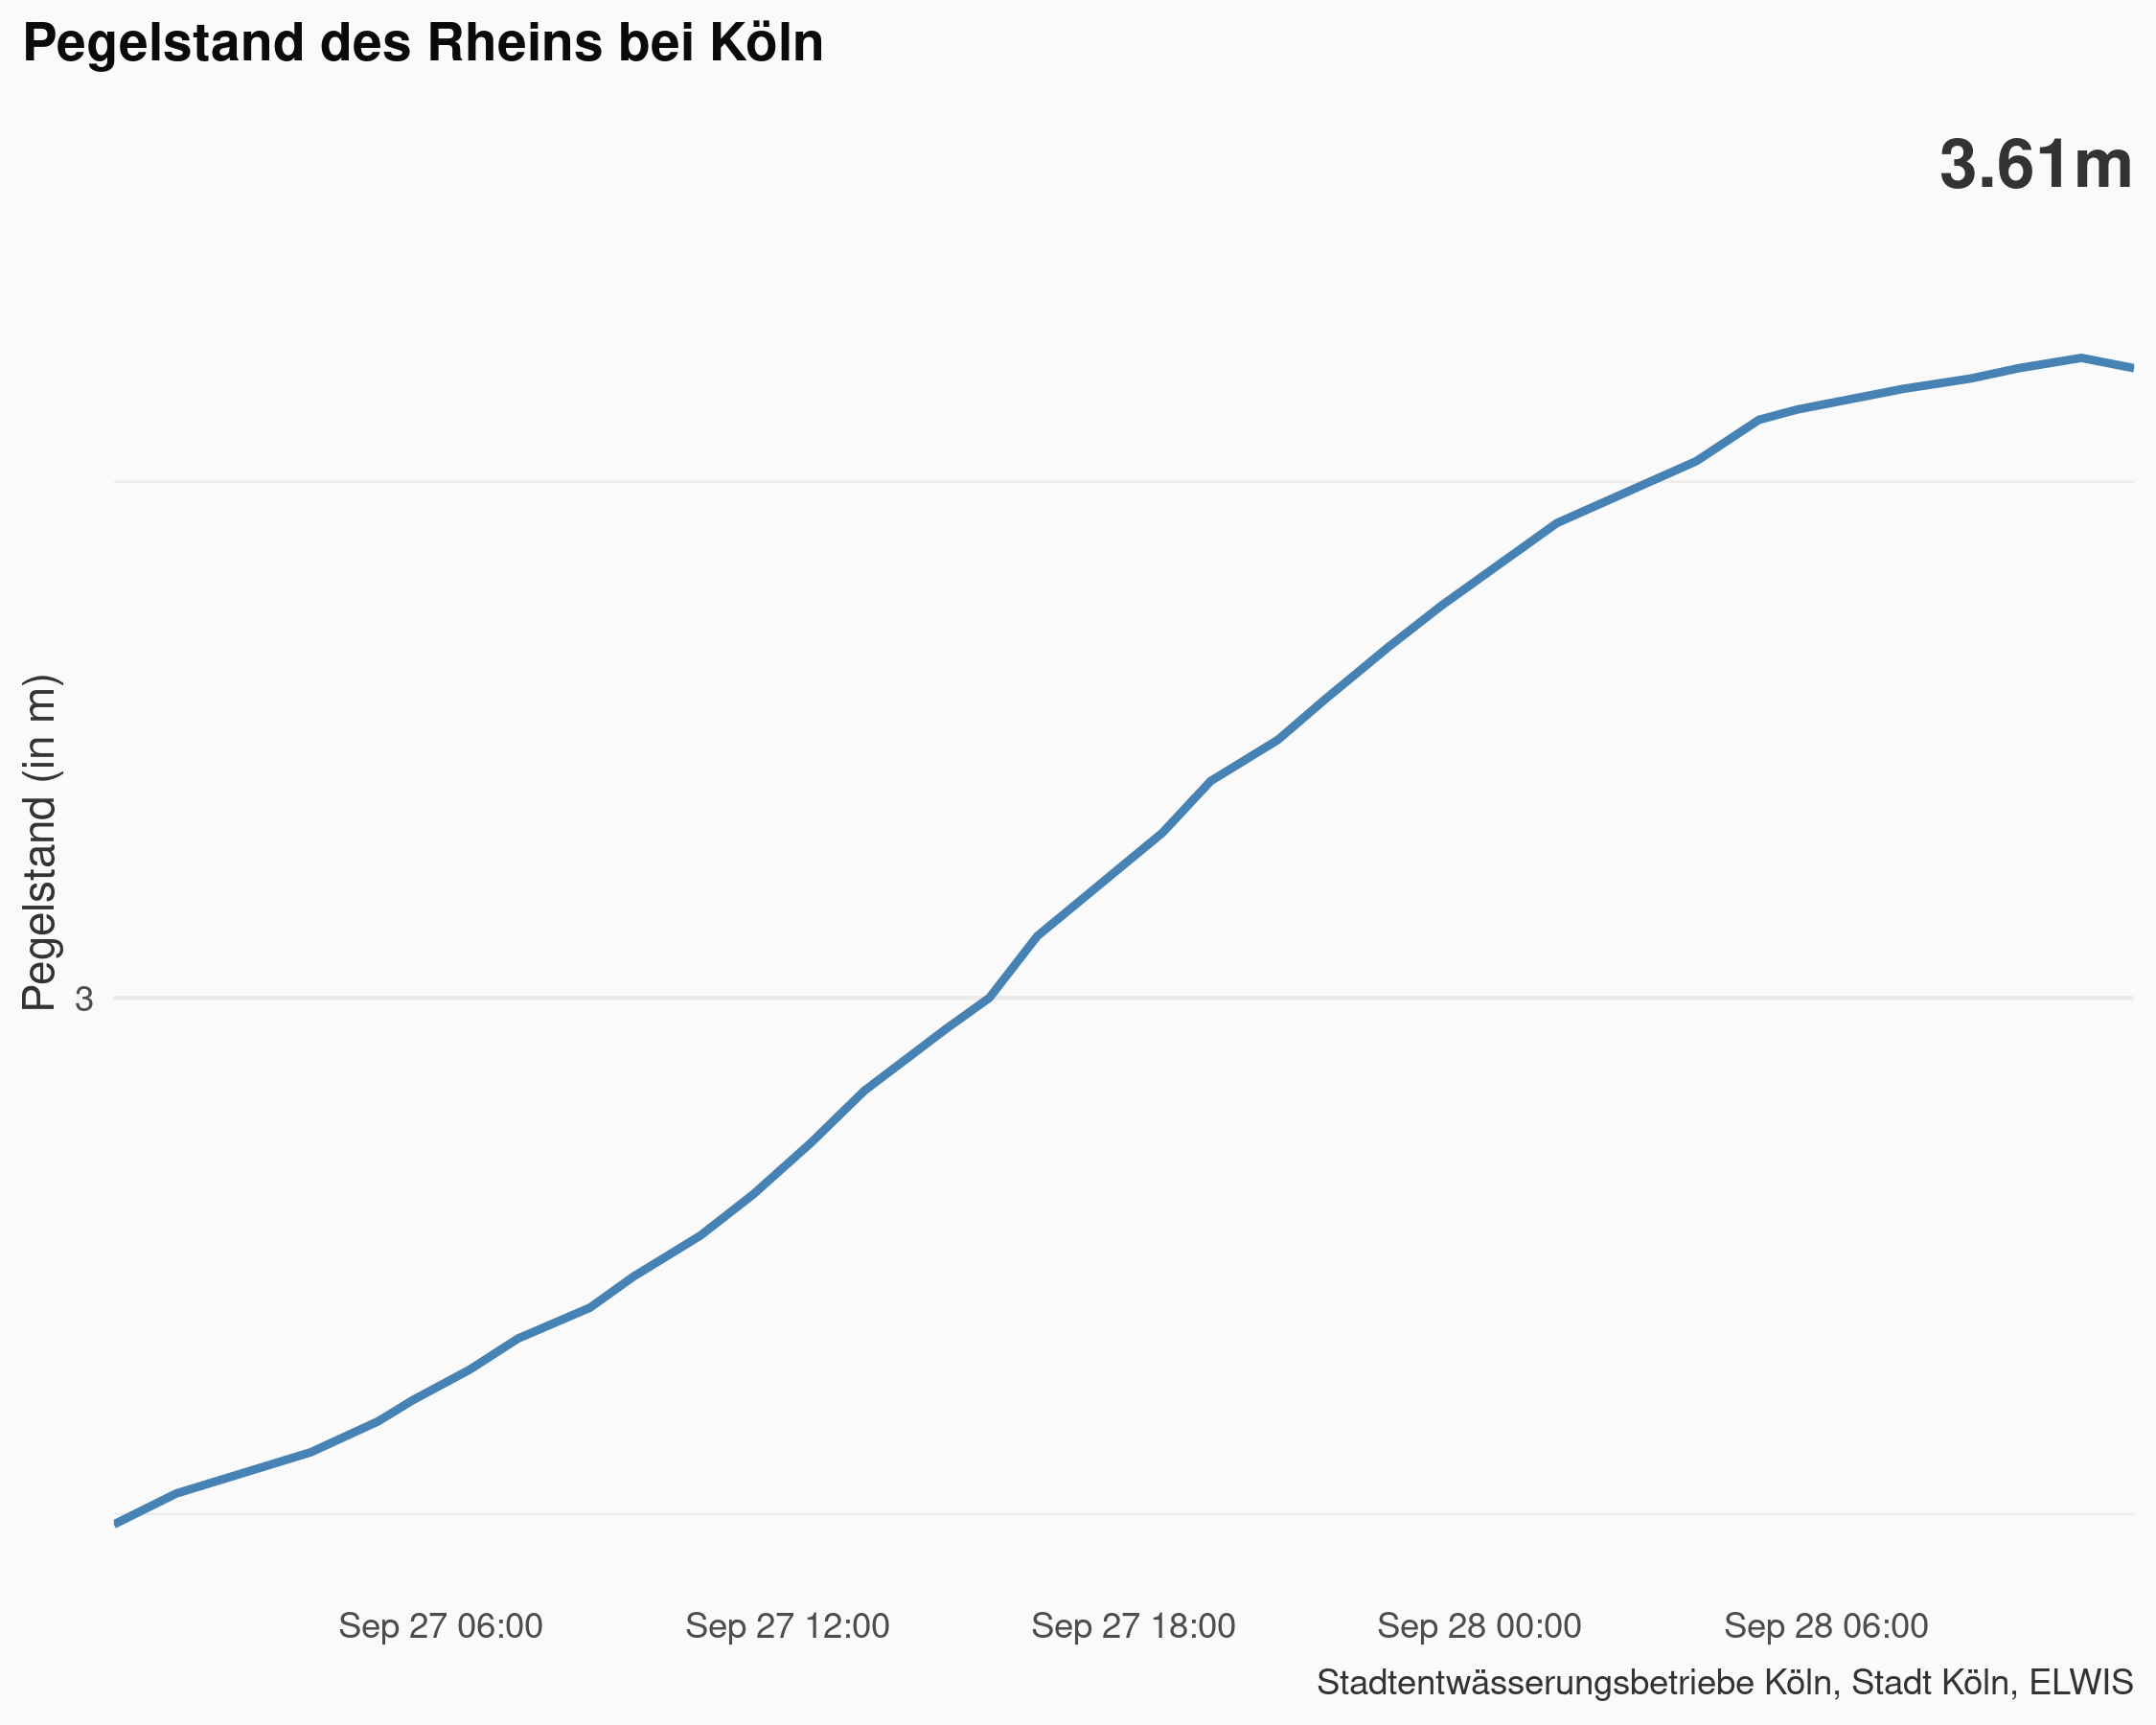 Pegelstand des Rheins bei Köln
3.61m
Pegelstand (in m)
3
Sep 27 06:00
Sep 27 12:00
Sep 27 18:00
Sep 28 00:00
Sep 28 06:00
Stadtentwässerungsbetriebe Köln, Stadt Köln, ELWIS